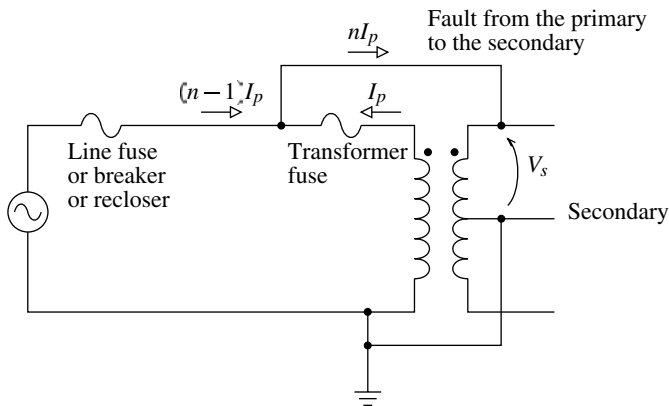 Fault from the primary
to the secondary
nI_p
(n – 1) I_p
I_p
Line fuse
or breaker
or recloser
Transformer
fuse
V_s
Secondary